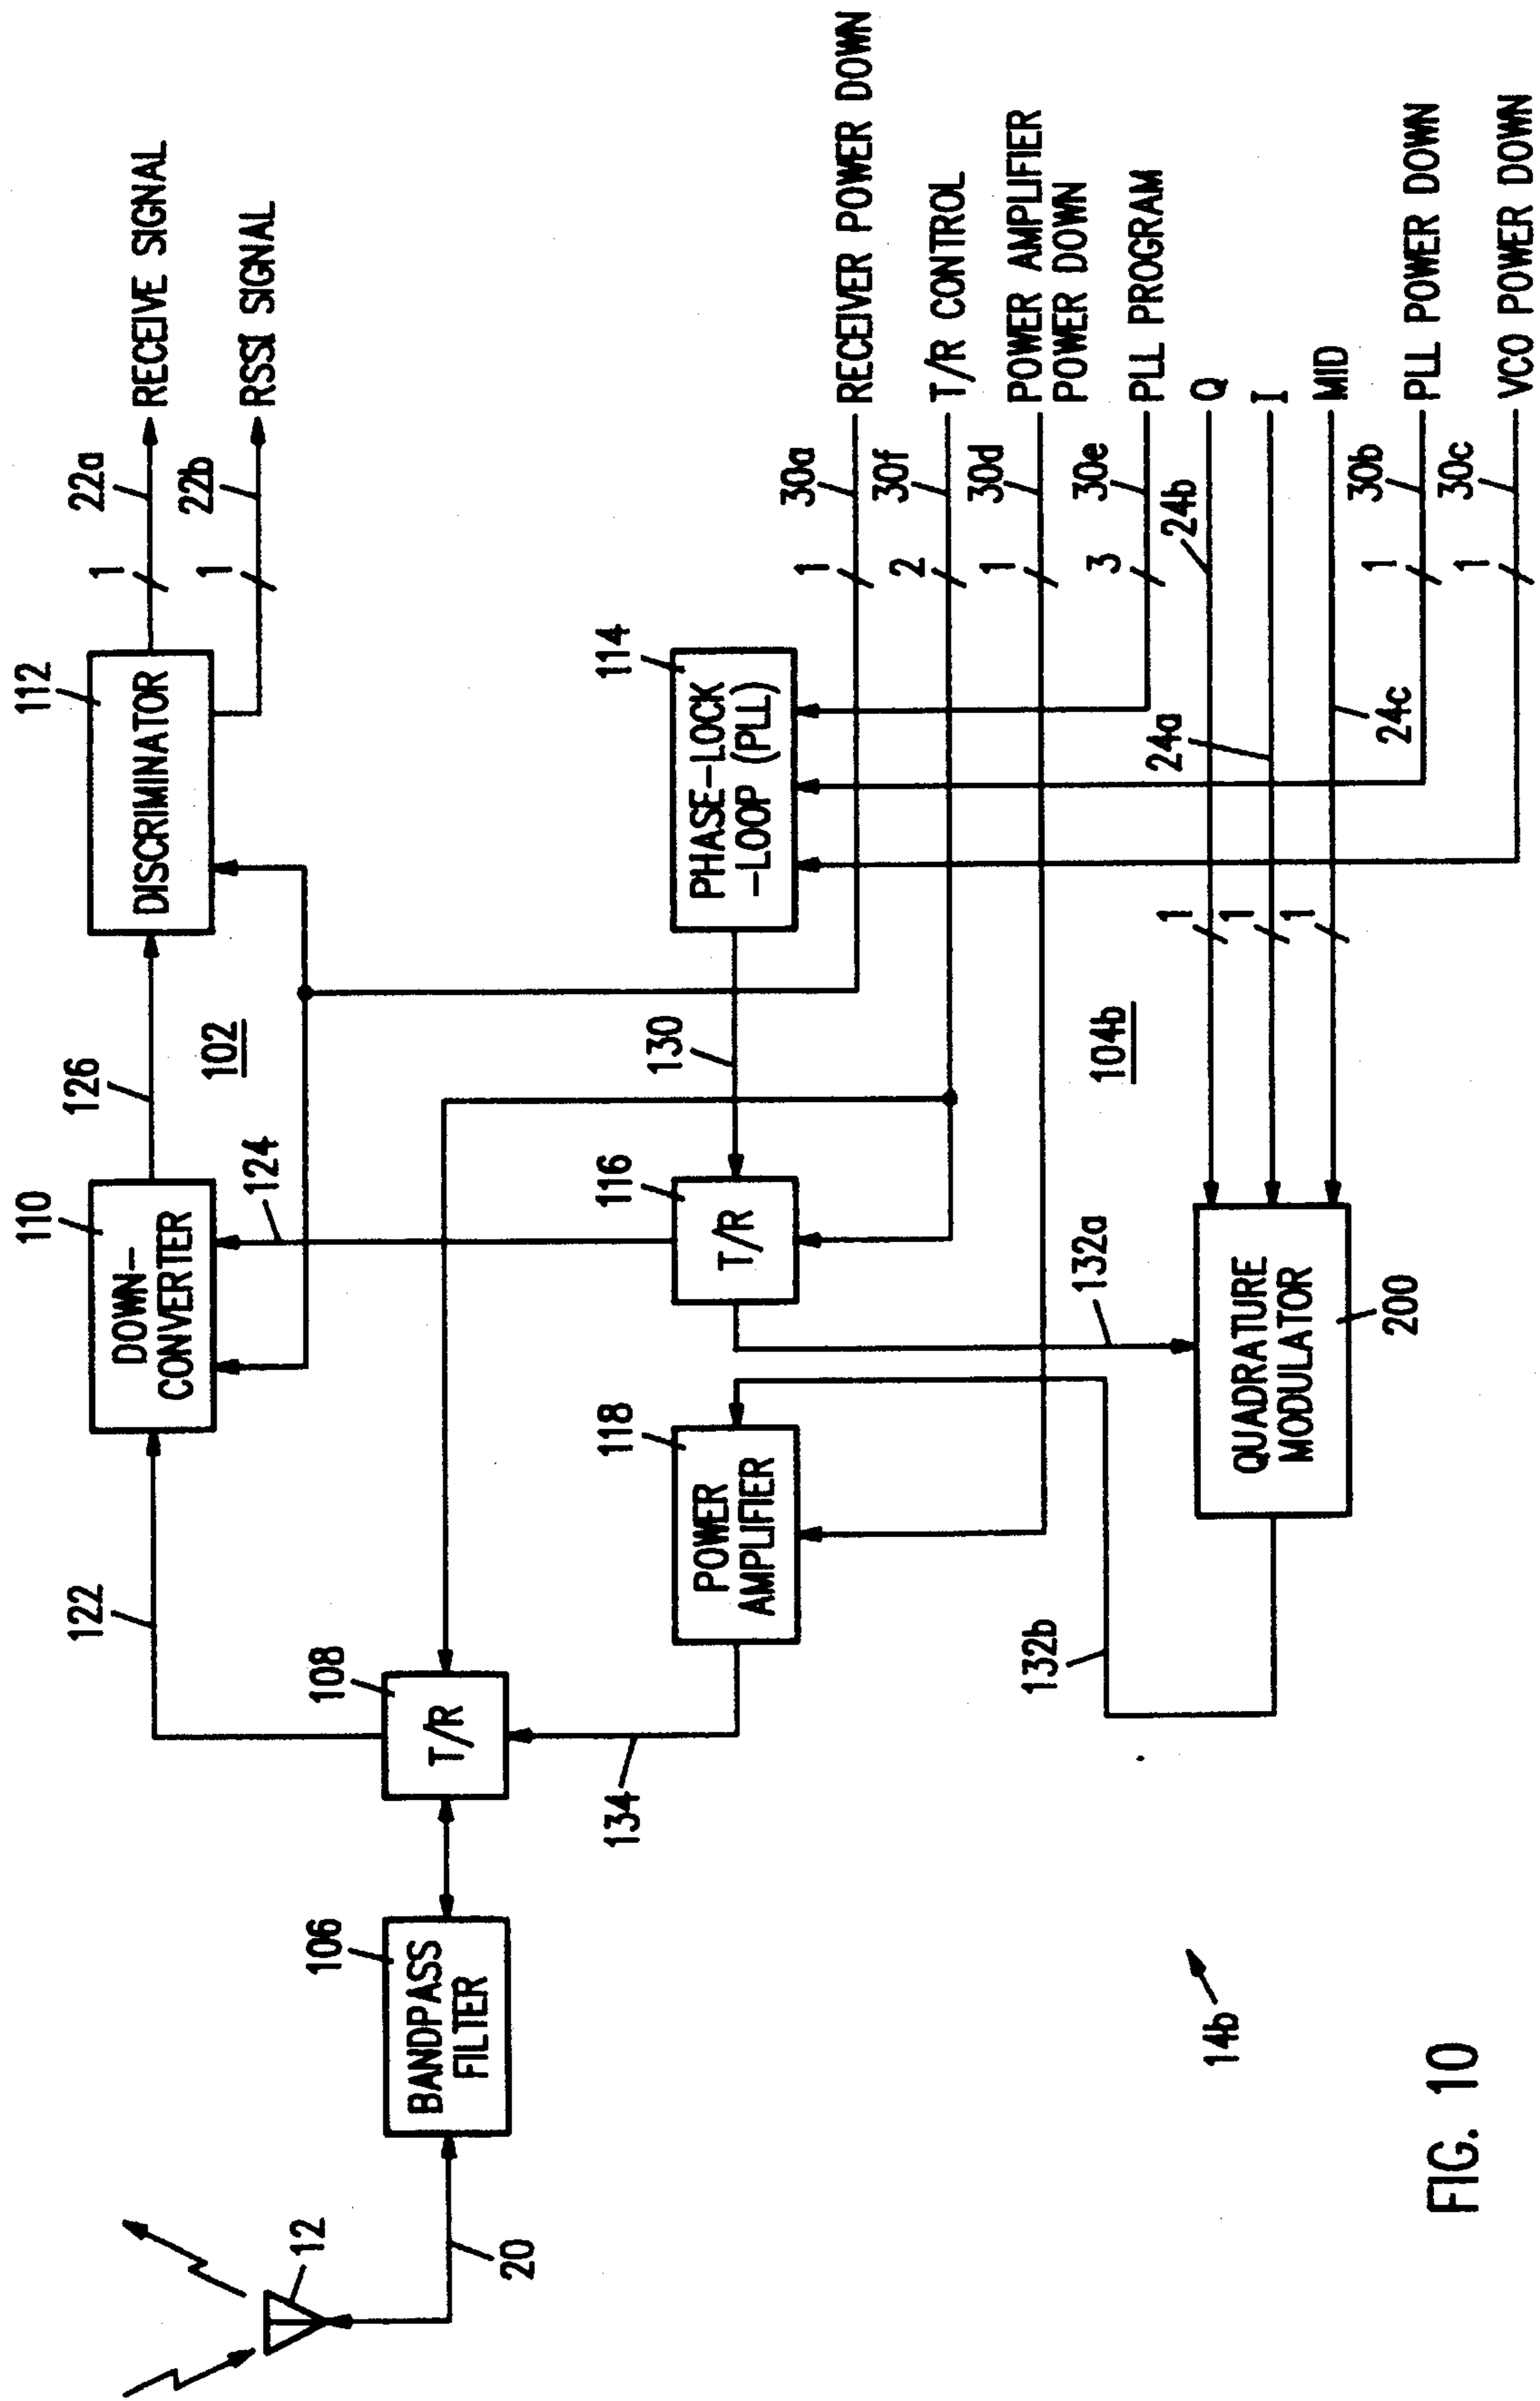 112
22a
1
RECEIVE SIGNAL
DISCRIMINATOR
22b
1
RSSI SIGNAL
126
102
110
124
DOWN-
CONVERTER
122
108
T/R
106
BANDPASS
FILTER
12
20
134
118
POWER
AMPLIFIER
116
T/R
130
114
PHASE-LOCK
-LOOP (PLL)
1
30a
RECEIVER POWER DOWN
2
30f
T/R CONTROL
1
30d
POWER AMPLIFIER
POWER DOWN
3
30e
PLL PROGRAM
24b
Q
1
24a
I
1
24c
MID
1
1
30b
PLL POWER DOWN
1
30c
VCO POWER DOWN
104b
132a
132b
QUADRATURE
MODULATOR
200
14b
FIG. 10